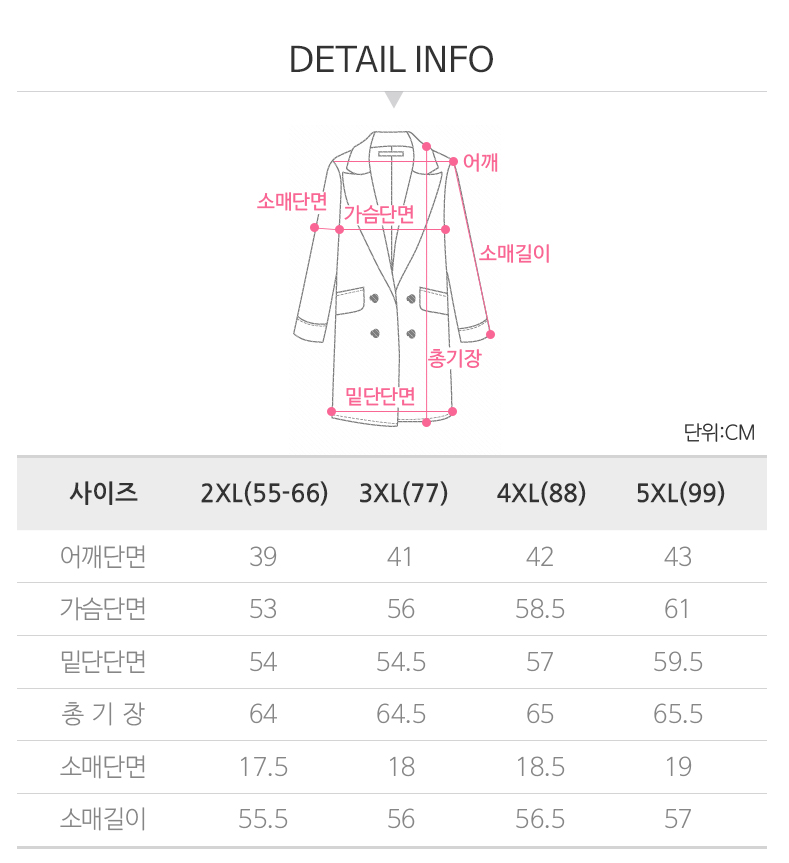 DETAIL INFO
어깨
소매단면
가슴단면
소매길이
총기장
밑단단면
단위:CM
사이즈 2XL(55-66) 3XL(77) 4XL(88) 5XL(99)
어깨단면 39 41 42 43
가슴단면 53 56 58.5 61
밑단단면 54 54.5 57 59.5
총 기 장 64 64.5 65 65.5
소매단면 17.5 18 18.5 19
소매길이 55.5 56 56.5 57